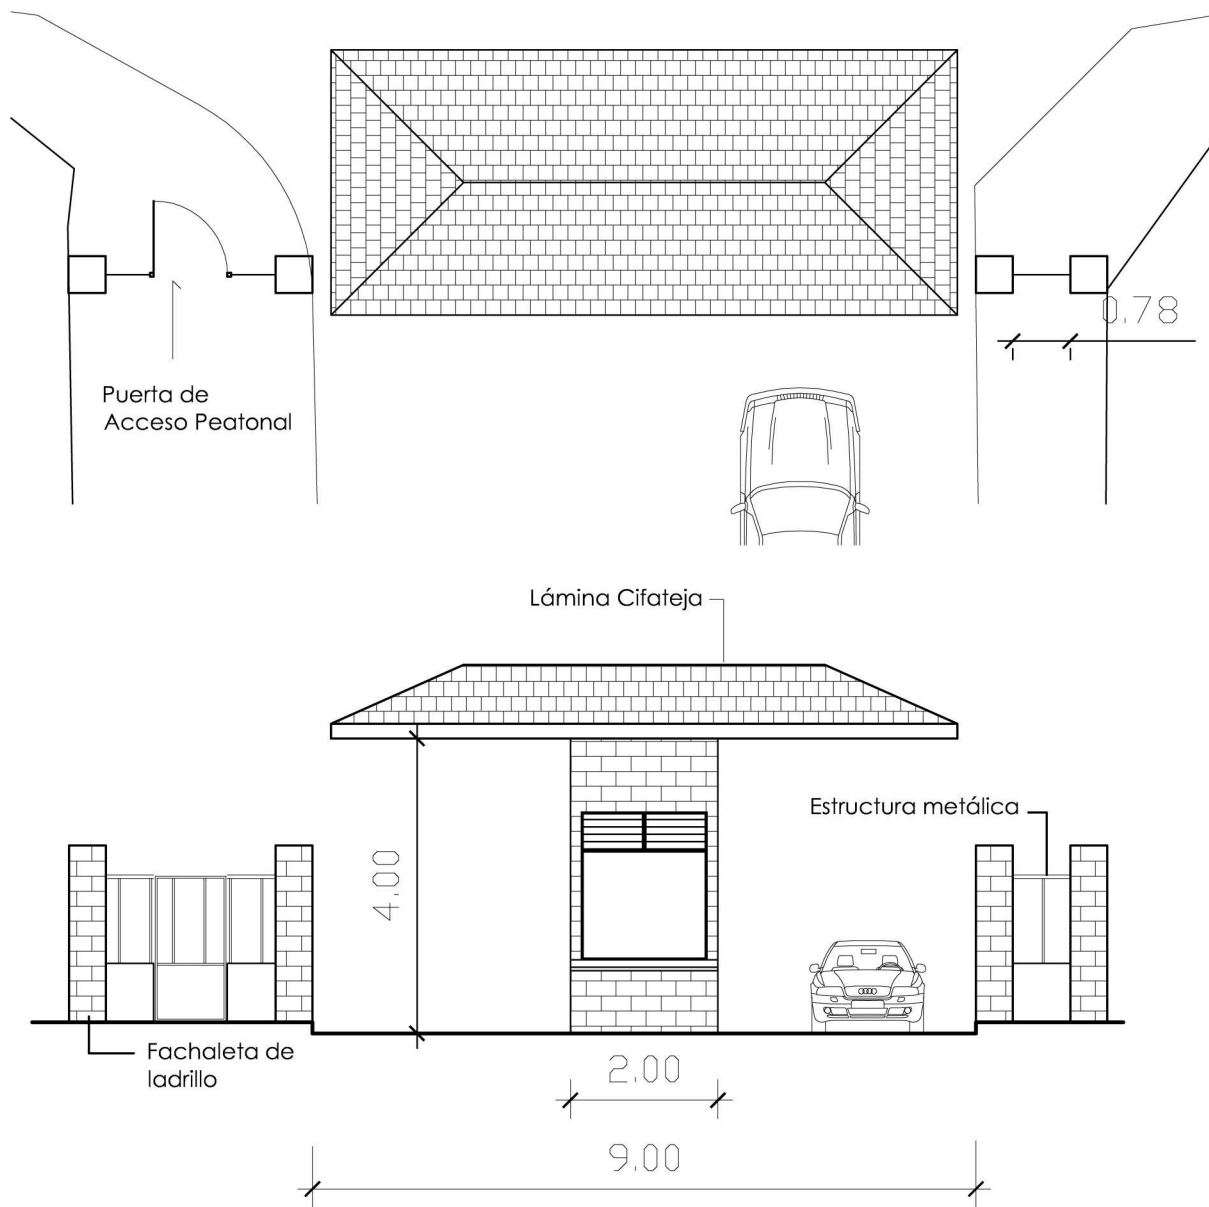 0.78
Puerta de
Acceso Peatonal
Lámina Cifateja
Estructura metálica
4.00
Fachaleta de
ladrillo
2.00
9.00